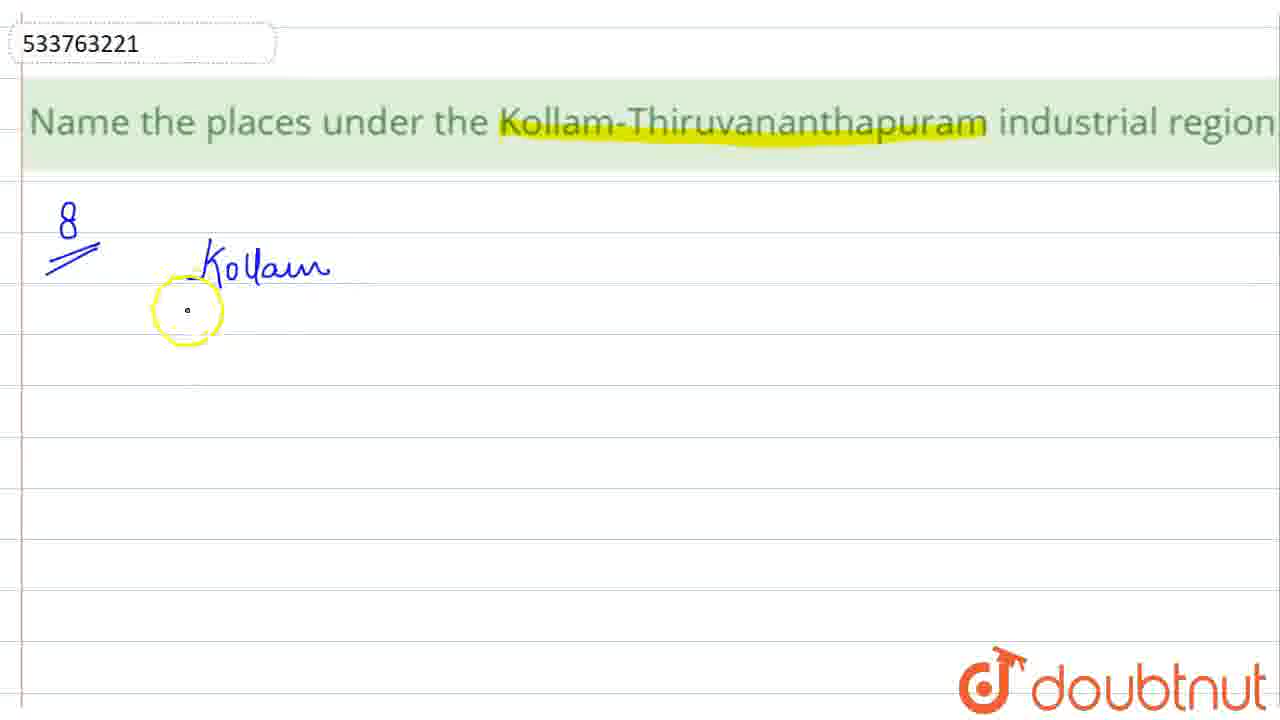 533763221
Name the places under the Kollam-Thiruvananthapuram industrial region
8
Kollam
doubtnut